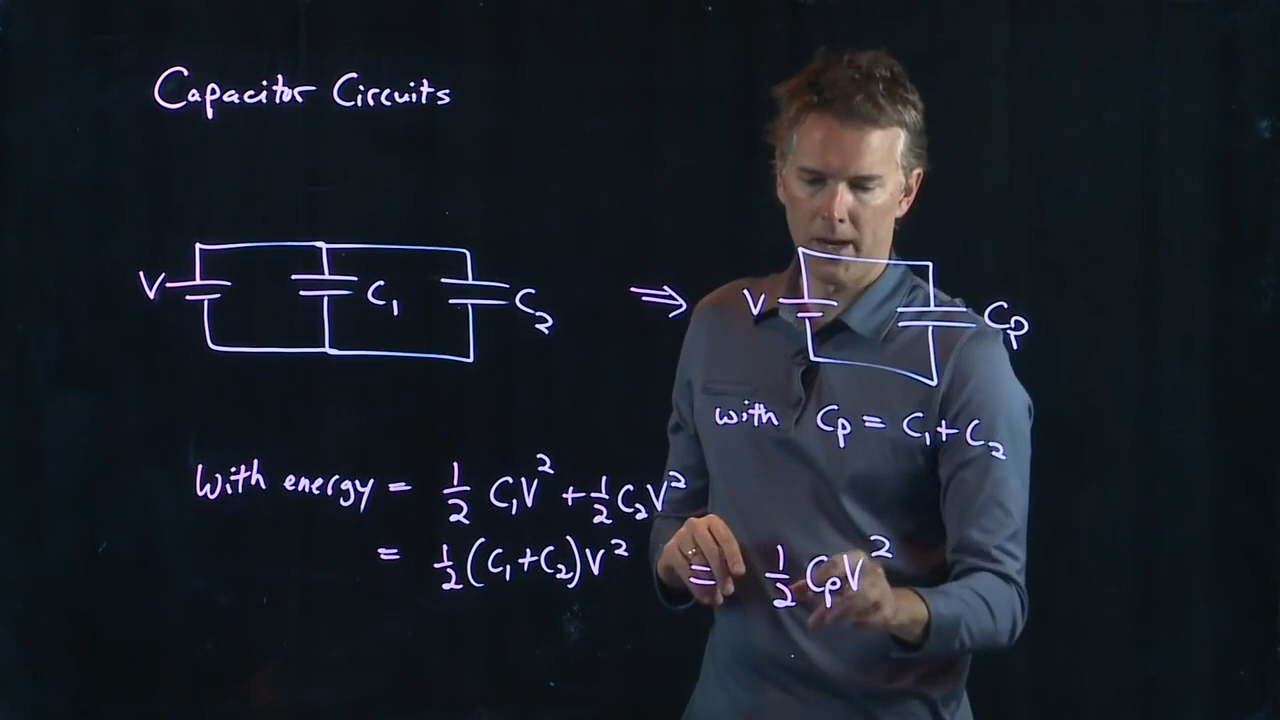 Capacitor Circuits
V C₁ C₂ ⇒ V Cp
with Cp = C₁ + C₂
With energy = 1/2 C₁V² + 1/2 C₂V²
= 1/2 (C₁ + C₂)V² = 1/2 CpV²